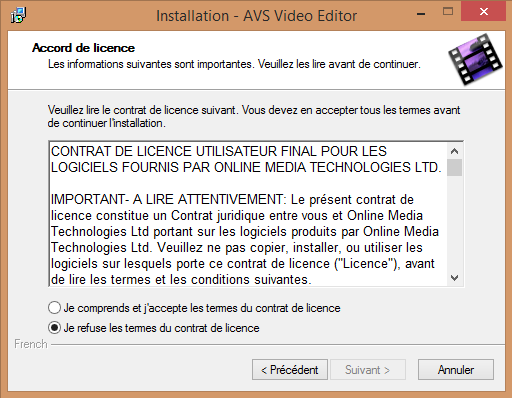 Installation - AVS Video Editor
Accord de licence
Les informations suivantes sont importantes. Veuillez les lire avant de continuer.
Veuillez lire le contrat de licence suivant. Vous devez en accepter tous les termes avant
de continuer l'installation.
CONTRAT DE LICENCE UTILISATEUR FINAL POUR LES
LOGICIELS FOURNIS PAR ONLINE MEDIA TECHNOLOGIES LTD.
IMPORTANT- A LIRE ATTENTIVEMENT: Le présent contrat de
licence constitue un Contrat juridique entre vous et Online Media
Technologies Ltd portant sur les logiciels produits par Online Media
Technologies Ltd. Veuillez ne pas copier, installer, ou utiliser les
logiciels sur lesquels porte ce contrat de licence ("Licence"), avant
de lire les termes et les conditions suivantes.
Je comprends et j'accepte les termes du contrat de licence
Je refuse les termes du contrat de licence
French
< Précédent
Suivant >
Annuler